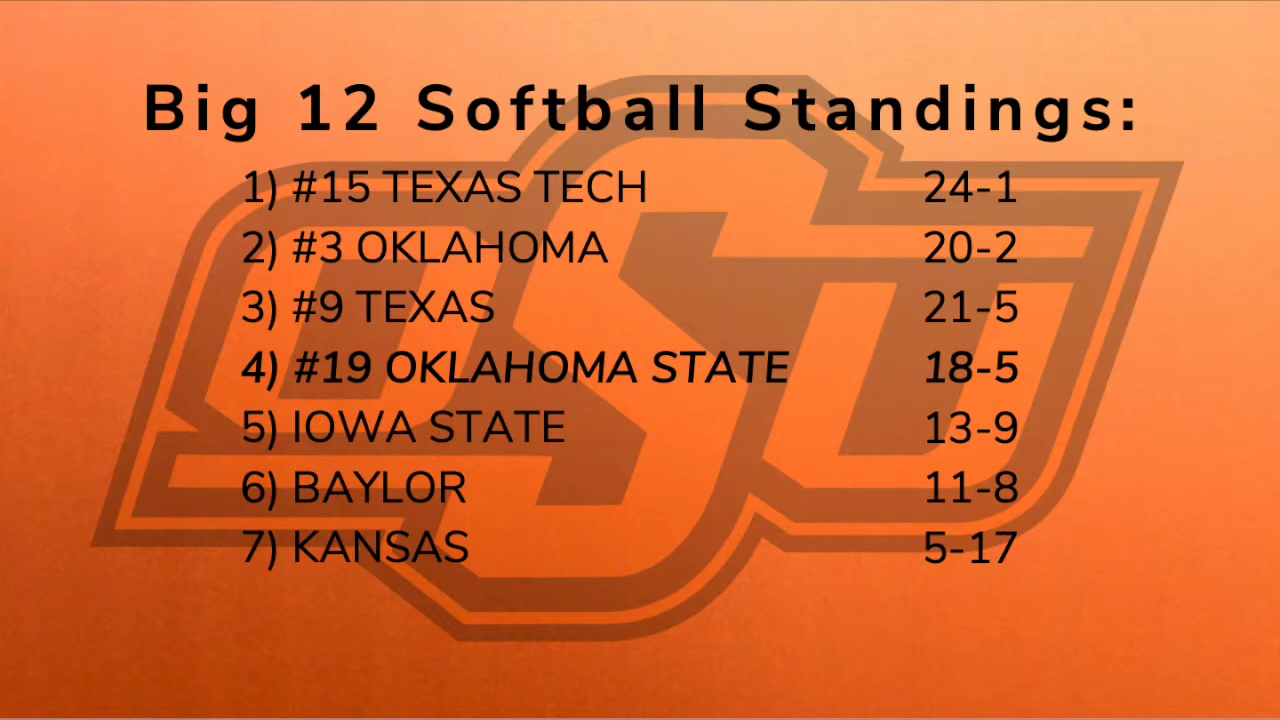 Big 12 Softball Standings:
1) #15 TEXAS TECH 24-1
2) #3 OKLAHOMA 20-2
3) #9 TEXAS 21-5
4) #19 OKLAHOMA STATE 18-5
5) IOWA STATE 13-9
6) BAYLOR 11-8
7) KANSAS 5-17
OSU